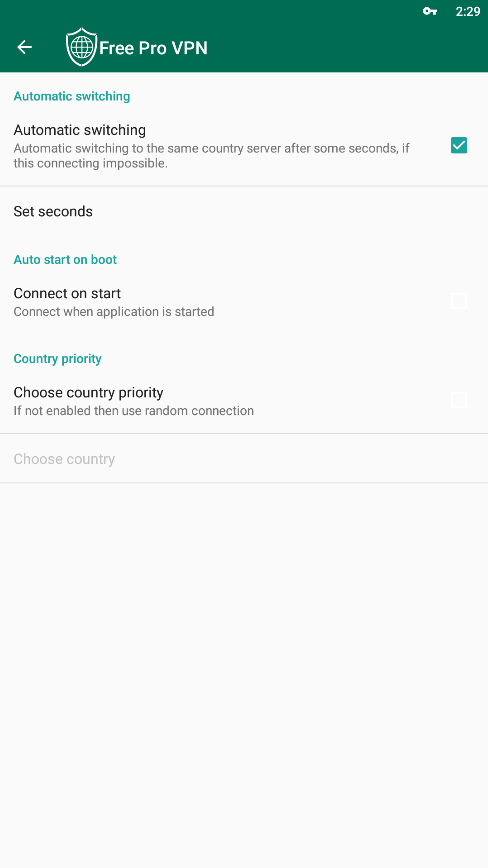 2:29
Free Pro VPN
Automatic switching
Automatic switching
Automatic switching to the same country server after some seconds, if
this connecting impossible.
Set seconds
Auto start on boot
Connect on start
Connect when application is started
Country priority
Choose country priority
If not enabled then use random connection
Choose country